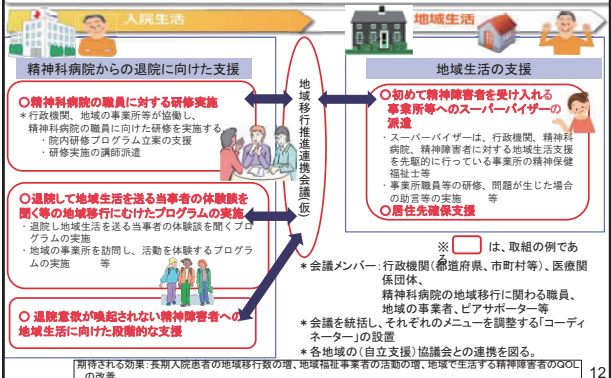 入院生活
地域生活
精神科病院からの退院に向けた支援
○精神科病院の職員に対する研修実施
＊行政機関、地域の事業所等が協働し、
精神科病院の職員に向けた研修を実施する。
・院内研修プログラム立案の支援
・研修実施の講師派遣
○退院して地域生活を送る当事者の体験談を
聞く等の地域移行にむけたプログラムの実施
・退院し地域生活を送る当事者の体験談を聞くプロ
グラムの実施
・地域の事業所を訪問し、活動を体験するプログラ
ムの実施　等
○ 退院意欲が喚起されない精神障害者への
地域生活に向けた段階的な支援
地域移行推進連携会議(仮)
地域生活の支援
○初めて精神障害者を受け入れる
事業所等へのスーパーバイザーの
派遣
・スーパーバイザーは、行政機関、精神科
病院、精神障害者に対する地域生活支援
を先駆的に行っている事業所の精神保健
福祉士等
・事業所職員等の研修、問題が生じた場合
の助言等の実施　等
○居住先確保支援
※　は、取組の例であ
る
＊会議メンバー：行政機関(都道府県、市町村等)、医療関
係団体、
精神科病院の地域移行に関わる職員、
地域の事業者、ピアサポーター等
＊会議を統括し、それぞれのメニューを調整する「コーディ
ネーター」の設置
＊各地域の(自立支援)協議会との連携を図る。
期待される効果：長期入院患者の地域移行数の増、地域福祉事業者の活動の増、地域で生活する精神障害者のQOL
の改善
12